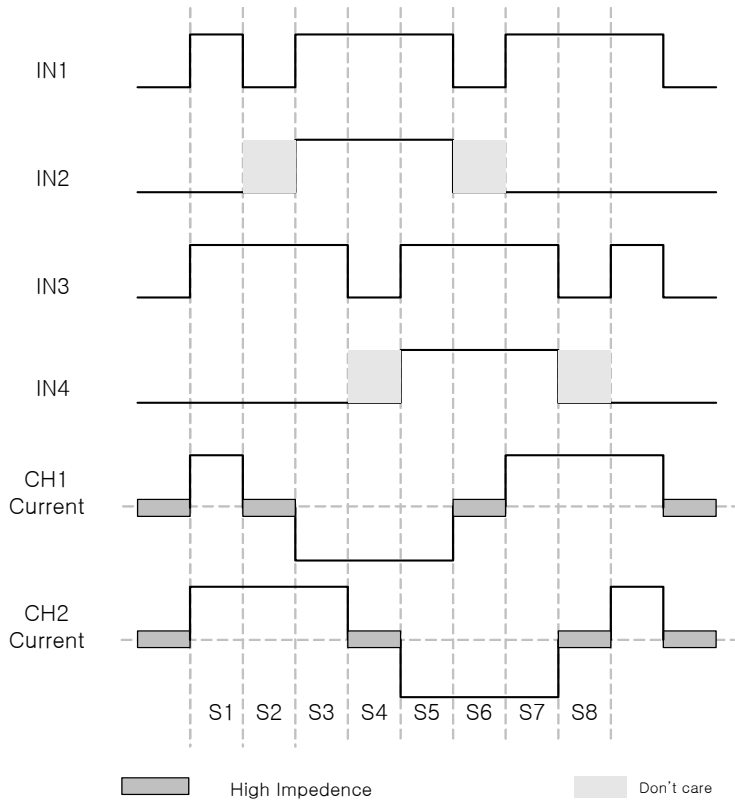 IN1
IN2
IN3
IN4
CH1
Current
CH2
Current
S1 S2 S3 S4 S5 S6 S7 S8
High Impedence
Don't care